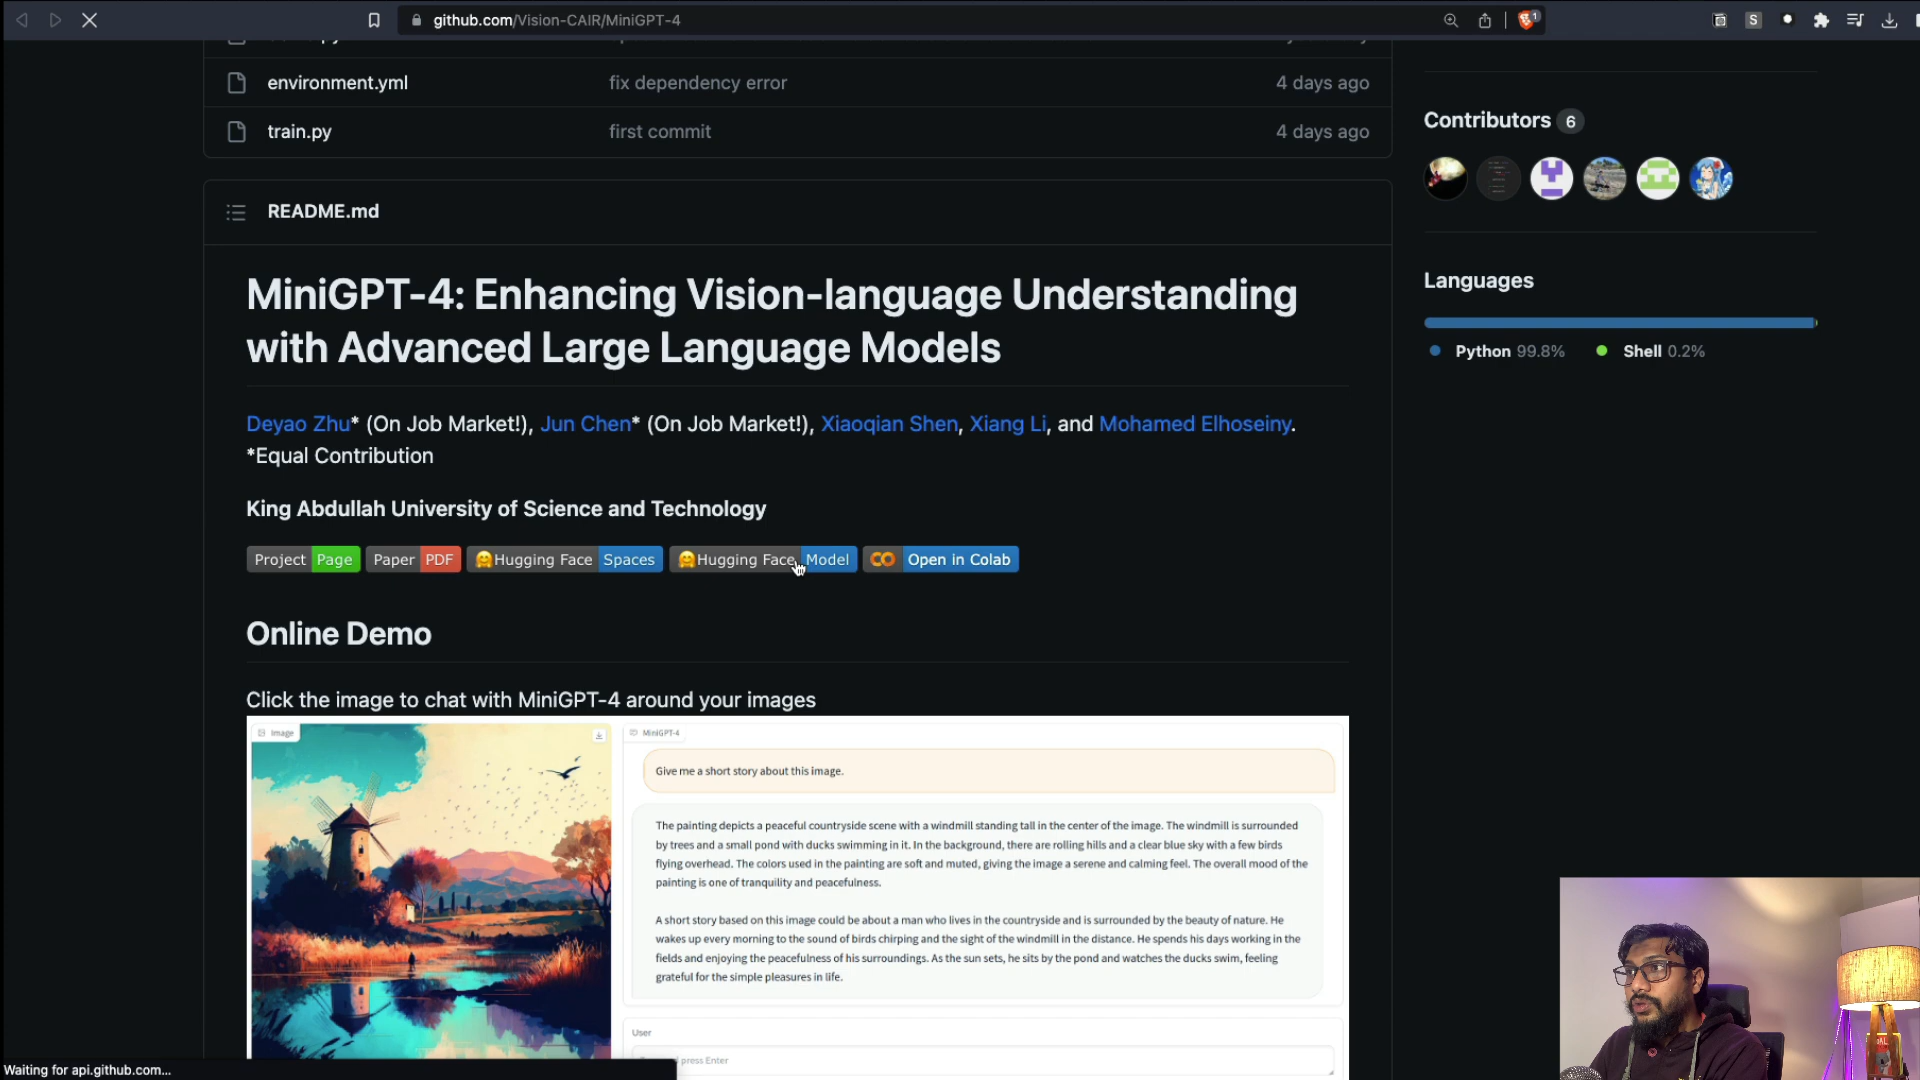 github.com/Vision-CAIR/MiniGPT-4
1
S
environment.yml fix dependency error 4 days ago
train.py first commit 4 days ago
README.md
MiniGPT-4: Enhancing Vision-language Understanding
with Advanced Large Language Models
Deyao Zhu* (On Job Market!), Jun Chen* (On Job Market!), Xiaoqian Shen, Xiang Li, and Mohamed Elhoseiny.
*Equal Contribution
King Abdullah University of Science and Technology
Project Page Paper PDF Hugging Face Spaces Hugging Face Model Open in Colab
Online Demo
Click the image to chat with MiniGPT-4 around your images
Image
MiniGPT-4
Give me a short story about this image.
The painting depicts a peaceful countryside scene with a windmill standing tall in the center of the image. The windmill is surrounded
by trees and a small pond with ducks swimming in it. In the background, there are rolling hills and a clear blue sky with a few birds
flying overhead. The colors used in the painting are soft and muted, giving the image a serene and calming feel. The overall mood of the
painting is one of tranquility and peacefulness.
A short story based on this image could be about a man who lives in the countryside and is surrounded by the beauty of nature. He
wakes up every morning to the sound of birds chirping and the sight of the windmill in the distance. He spends his days working in the
fields and enjoying the peacefulness of his surroundings. As the sun sets, he sits by the pond and watches the ducks swim, feeling
grateful for the simple pleasures in life.
User
press Enter
Waiting for api.github.com...
Contributors 6
Languages
Python 99.8% Shell 0.2%